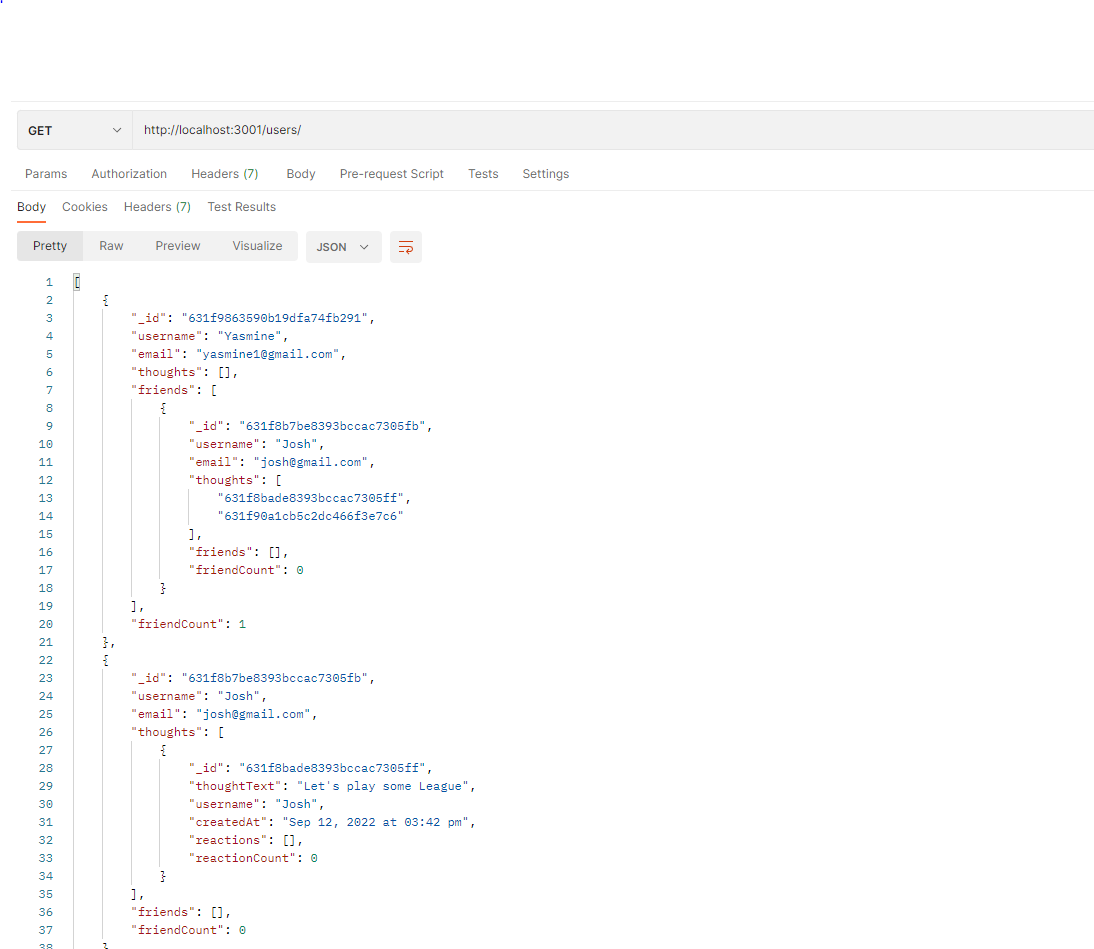 GET http://localhost:3001/users/
Params Authorization Headers (7) Body Pre-request Script Tests Settings
Body Cookies Headers (7) Test Results
Pretty Raw Preview Visualize JSON
1 [
2 {
3 "_id": "631f9863590b19dfa74fb291",
4 "username": "Yasmine",
5 "email": "yasmine1@gmail.com",
6 "thoughts": [],
7 "friends": [
8 {
9 "_id": "631f8b7be8393bccac7305fb",
10 "username": "Josh",
11 "email": "josh@gmail.com",
12 "thoughts": [
13 "631f8bade8393bccac7305ff",
14 "631f90a1cb5c2dc466f3e7c6"
15 ],
16 "friends": [],
17 "friendCount": 0
18 }
19 ],
20 "friendCount": 1
21 },
22 {
23 "_id": "631f8b7be8393bccac7305fb",
24 "username": "Josh",
25 "email": "josh@gmail.com",
26 "thoughts": [
27 {
28 "_id": "631f8bade8393bccac7305ff",
29 "thoughtText": "Let's play some League",
30 "username": "Josh",
31 "createdAt": "Sep 12, 2022 at 03:42 pm",
32 "reactions": [],
33 "reactionCount": 0
34 }
35 ],
36 "friends": [],
37 "friendCount": 0
38 }